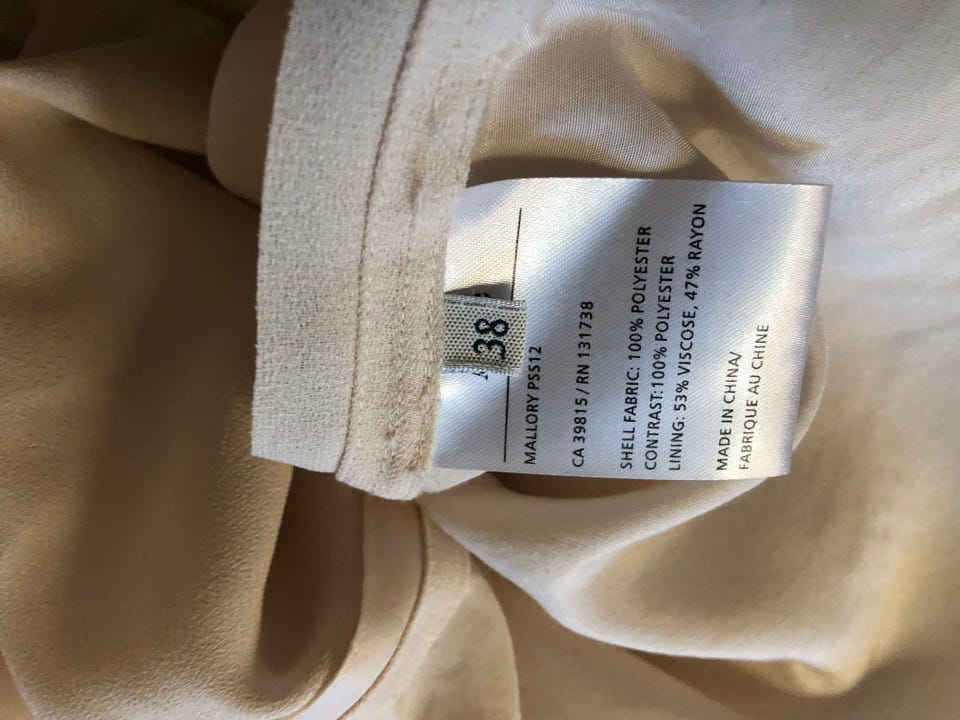 38
MALLORY PSS12
CA 39815 / RN 131738
SHELL FABRIC: 100% POLYESTER
CONTRAST:100% POLYESTER
LINING: 53% VISCOSE, 47% RAYON
MADE IN CHINA/
FABRIQUE AU CHINE